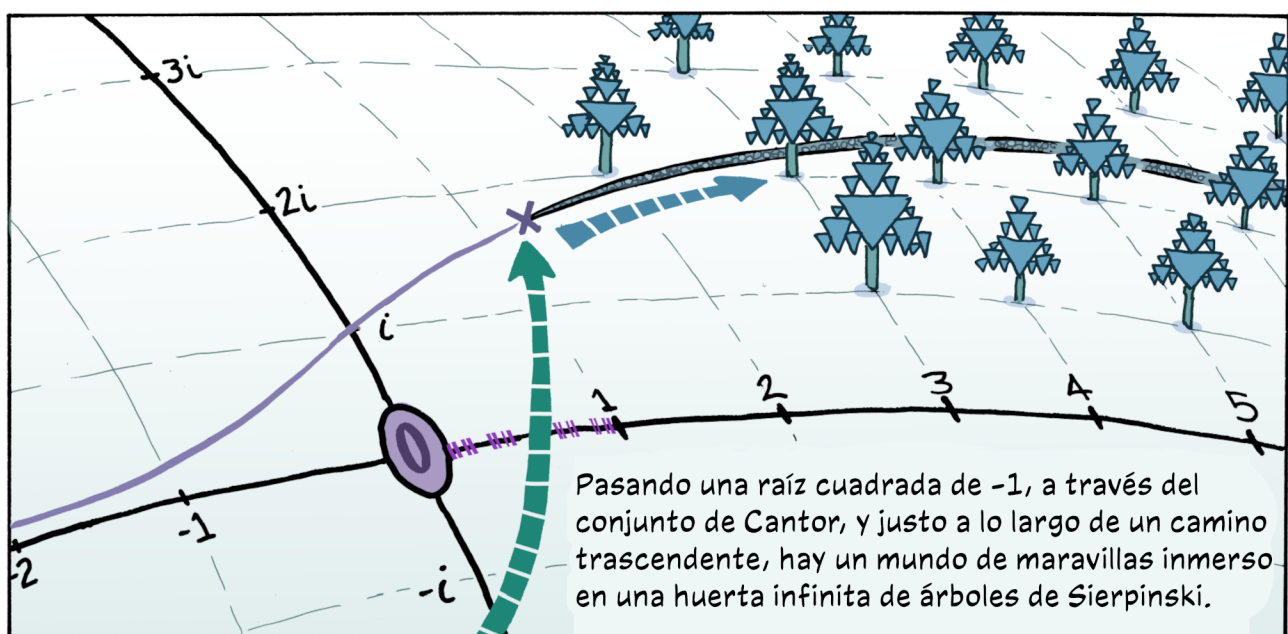 3i
2i
i
0
-i
-2
-1
1
2
3
4
5
Pasando una raíz cuadrada de -1, a través del
conjunto de Cantor, y justo a lo largo de un camino
trascendente, hay un mundo de maravillas inmerso
en una huerta infinita de árboles de Sierpinski.